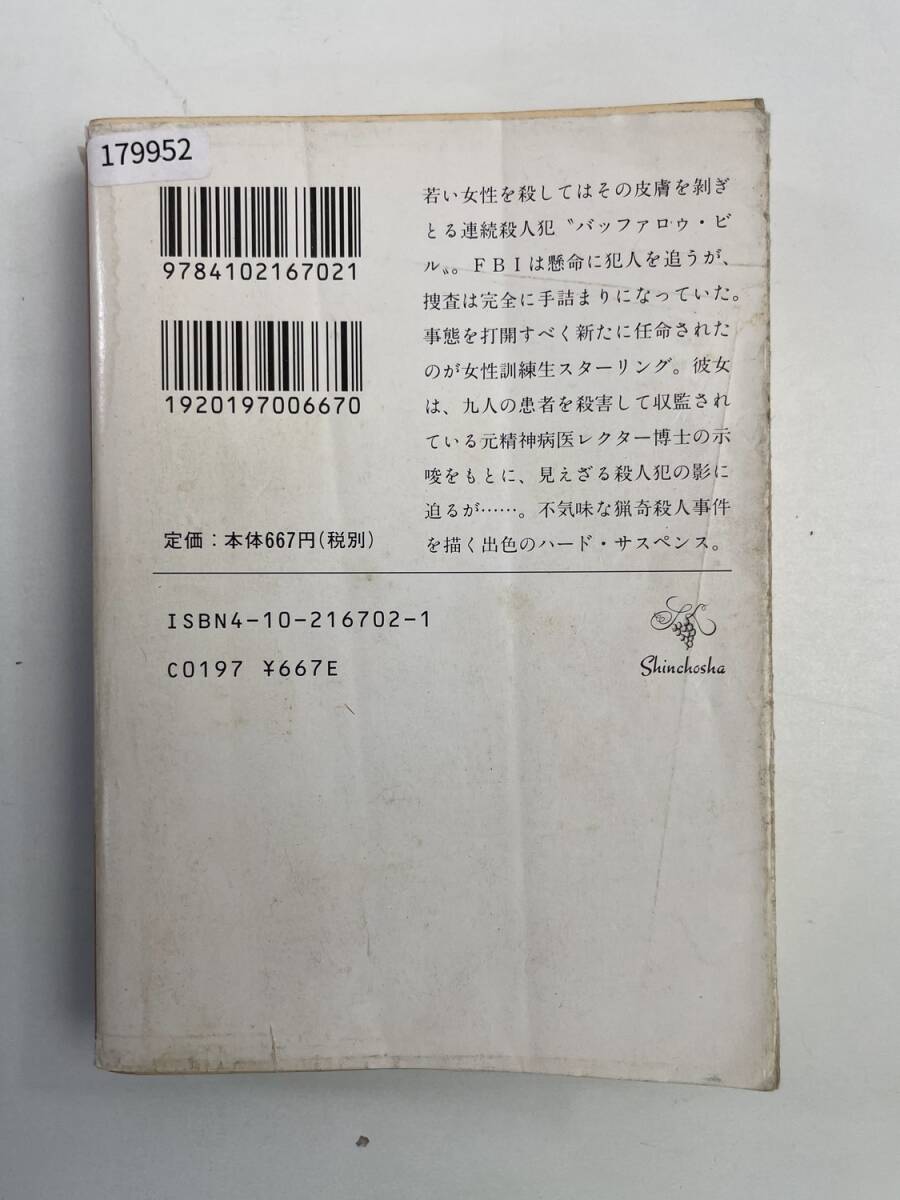 179952
9784102167021
1920197006670
定価：本体667円(税別)
若い女性を殺してはその皮膚を剝ぎ
とる連続殺人犯〝バッファロゥ・ビ
ル〟。ＦＢＩは懸命に犯人を追うが、
捜査は完全に手詰まりになっていた。
事態を打開すべく新たに任命された
のが女性訓練生スターリング。彼女
は、九人の患者を殺害して収監され
ている元精神病医レクター博士の示
唆をもとに、見えざる殺人犯の影に
迫るが……。不気味な猟奇殺人事件
を描く出色のハード・サスペンス。
ISBN4-10-216702-1
C0197 ¥667E
Shinchosha